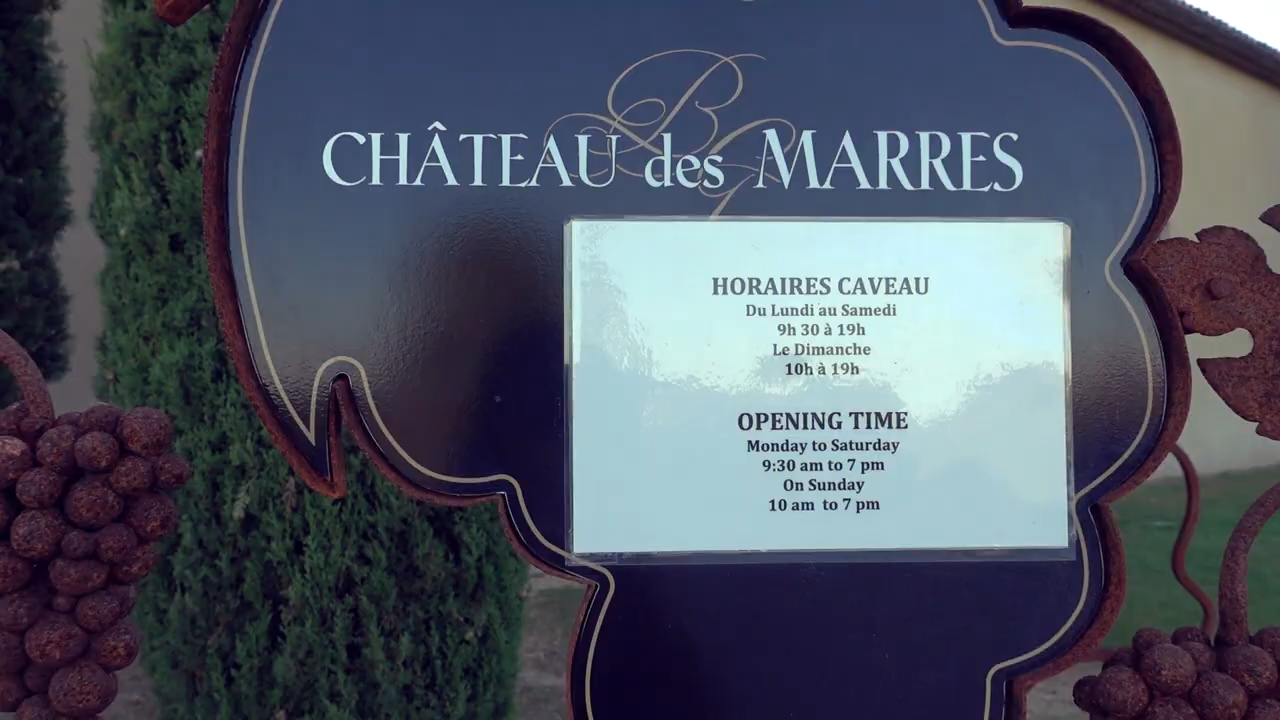 BG
CHÂTEAU des MARRES
HORAIRES CAVEAU
Du Lundi au Samedi
9h 30 à 19h
Le Dimanche
10h à 19h
OPENING TIME
Monday to Saturday
9:30 am to 7 pm
On Sunday
10 am to 7 pm